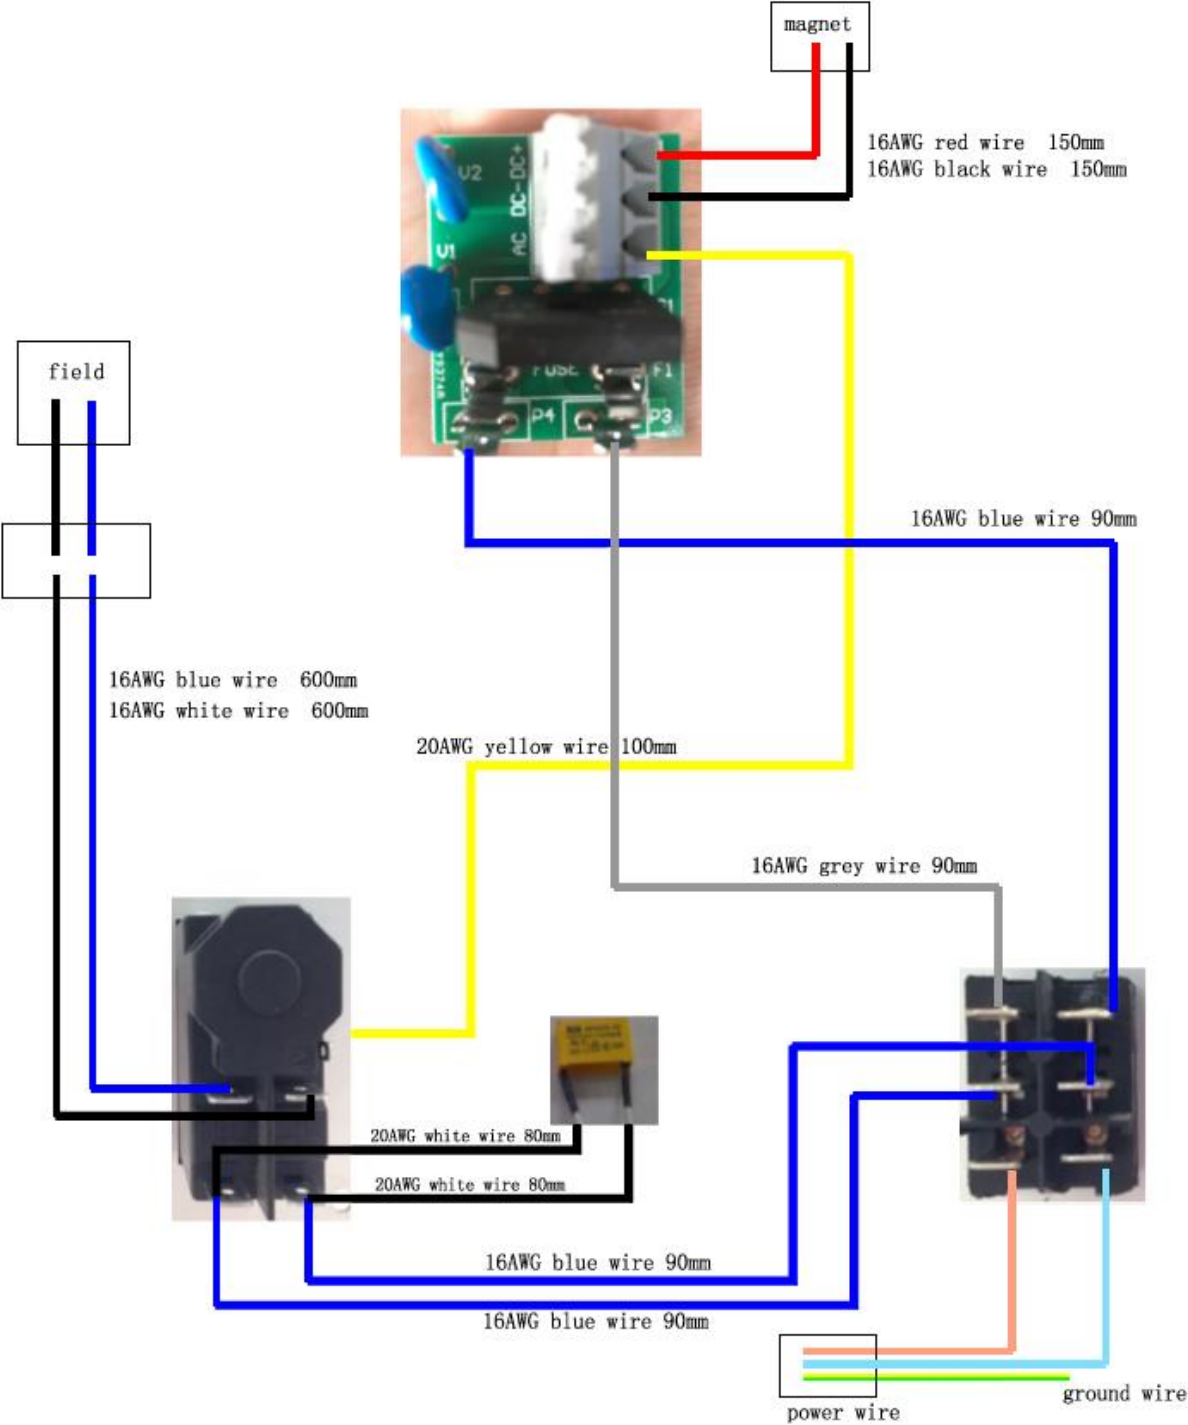 magnet
16AWG red wire 150mm
16AWG black wire 150mm
V2
DC-DC+
AC
V1
FUSE F1
P4 P3
field
16AWG blue wire 90mm
16AWG blue wire 600mm
16AWG white wire 600mm
20AWG yellow wire 100mm
16AWG grey wire 90mm
20AWG white wire 80mm
20AWG white wire 80mm
16AWG blue wire 90mm
16AWG blue wire 90mm
ground wire
power wire